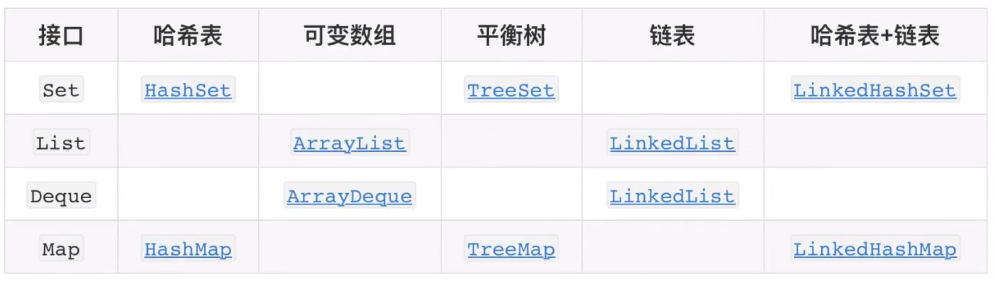 接口 哈希表 可变数组 平衡树 链表 哈希表+链表
Set HashSet TreeSet LinkedHashSet
List ArrayList LinkedList
Deque ArrayDeque LinkedList
Map HashMap TreeMap LinkedHashMap